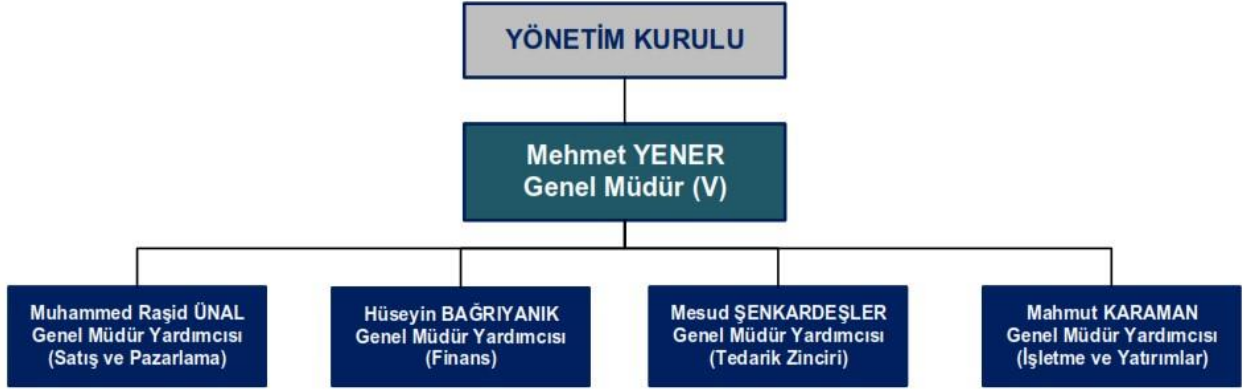 YÖNETİM KURULU
Mehmet YENER
Genel Müdür (V)
Muhammed Raşid ÜNAL
Genel Müdür Yardımcısı
(Satış ve Pazarlama)
Hüseyin BAĞRIYANIK
Genel Müdür Yardımcısı
(Finans)
Mesud ŞENKARDEŞLER
Genel Müdür Yardımcısı
(Tedarik Zinciri)
Mahmut KARAMAN
Genel Müdür Yardımcısı
(İşletme ve Yatırımlar)